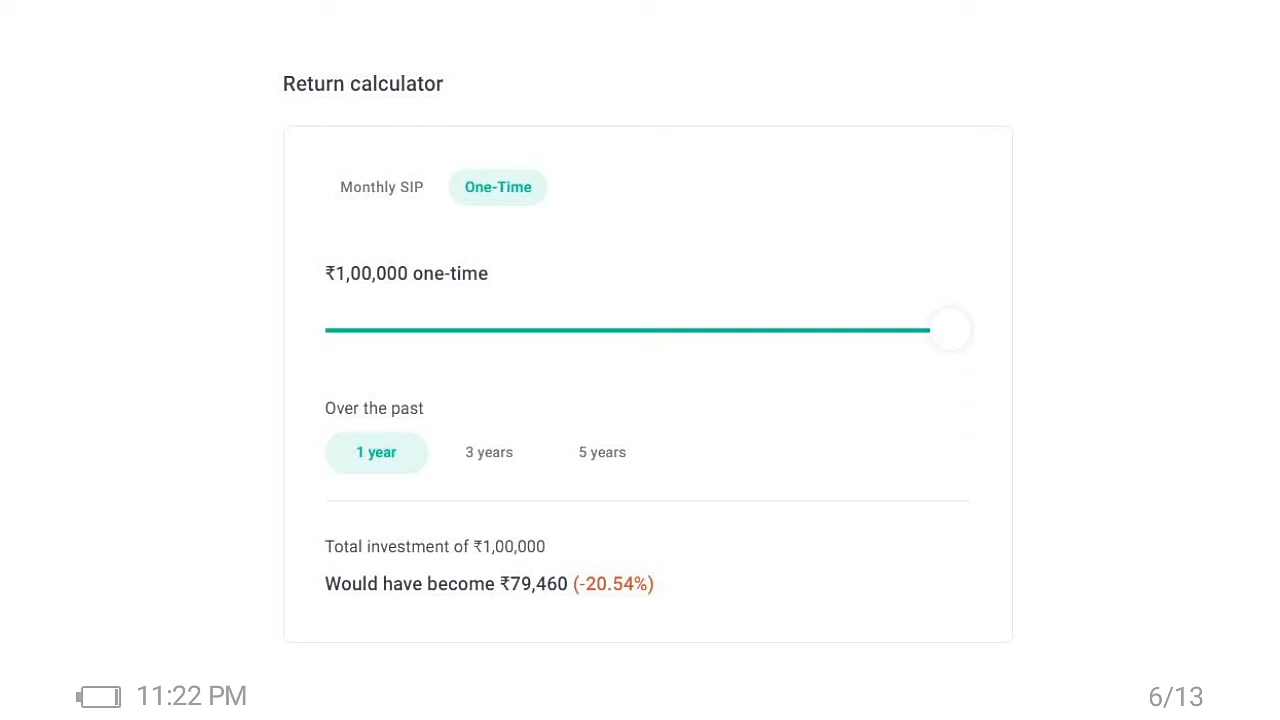 Return calculator
Monthly SIP One-Time
₹1,00,000 one-time
Over the past
1 year 3 years 5 years
Total investment of ₹1,00,000
Would have become ₹79,460 (-20.54%)
11:22 PM 6/13